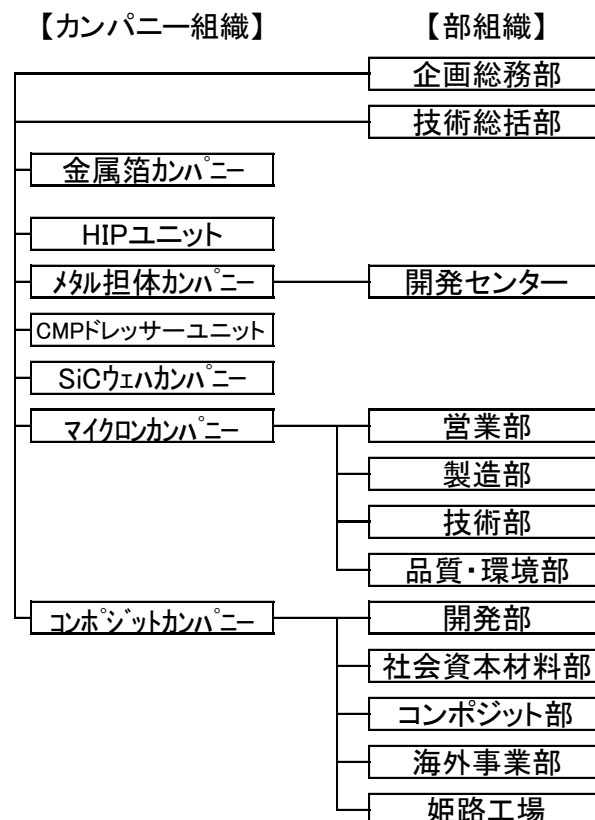 【カンパニー組織】 【部組織】
企画総務部
技術総括部
金属箔ｶﾝﾊﾟﾆｰ
HIPユニット
ﾒﾀﾙ担体ｶﾝﾊﾟﾆｰ 開発センター
CMPドレッサーユニット
SiCｳｪﾊｶﾝﾊﾟﾆｰ
ﾏｲｸﾛﾝｶﾝﾊﾟﾆｰ 営業部
製造部
技術部
品質・環境部
ｺﾝﾎﾟｼﾞｯﾄｶﾝﾊﾟﾆｰ 開発部
社会資本材料部
コンポジット部
海外事業部
姫路工場